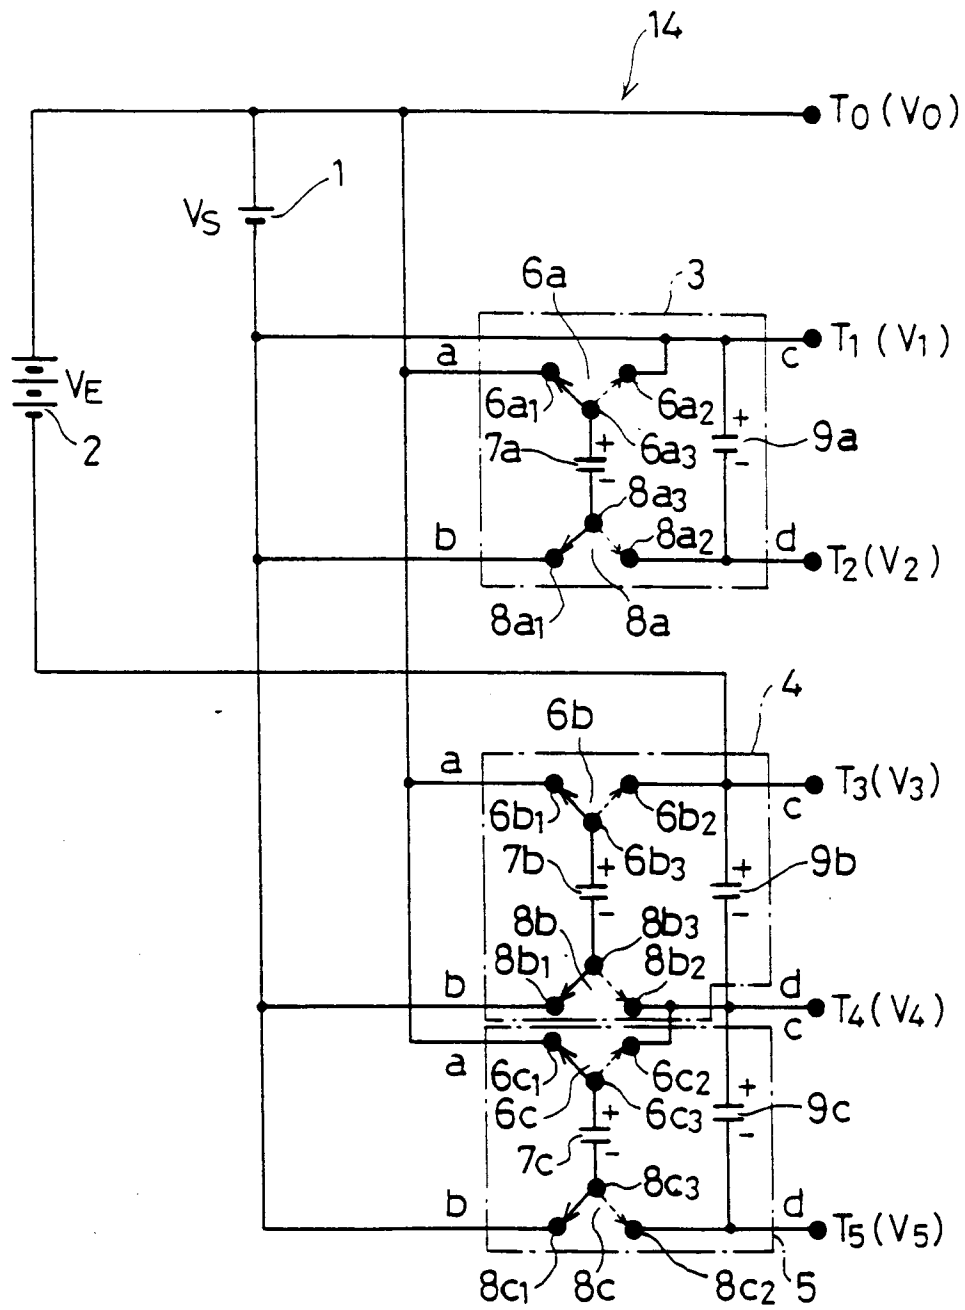 14
T0 (V0)
1
VS
6a
3
T1 (V1)
a
c
VE
6a1
6a2
+
2
7a
+
6a3
9a
-
-
8a3
b
8a2
d
T2 (V2)
8a1
8a
4
6b
a
T3 (V3)
c
6b1
6b2
7b
+
6b3
+
9b
-
-
8b
8b3
8b1
8b2
b
d
T4 (V4)
c
a
6c1
6c2
+
6c
+
6c3
9c
7c
-
-
8c3
b
d
T5 (V5)
8c1
8c
8c2
5